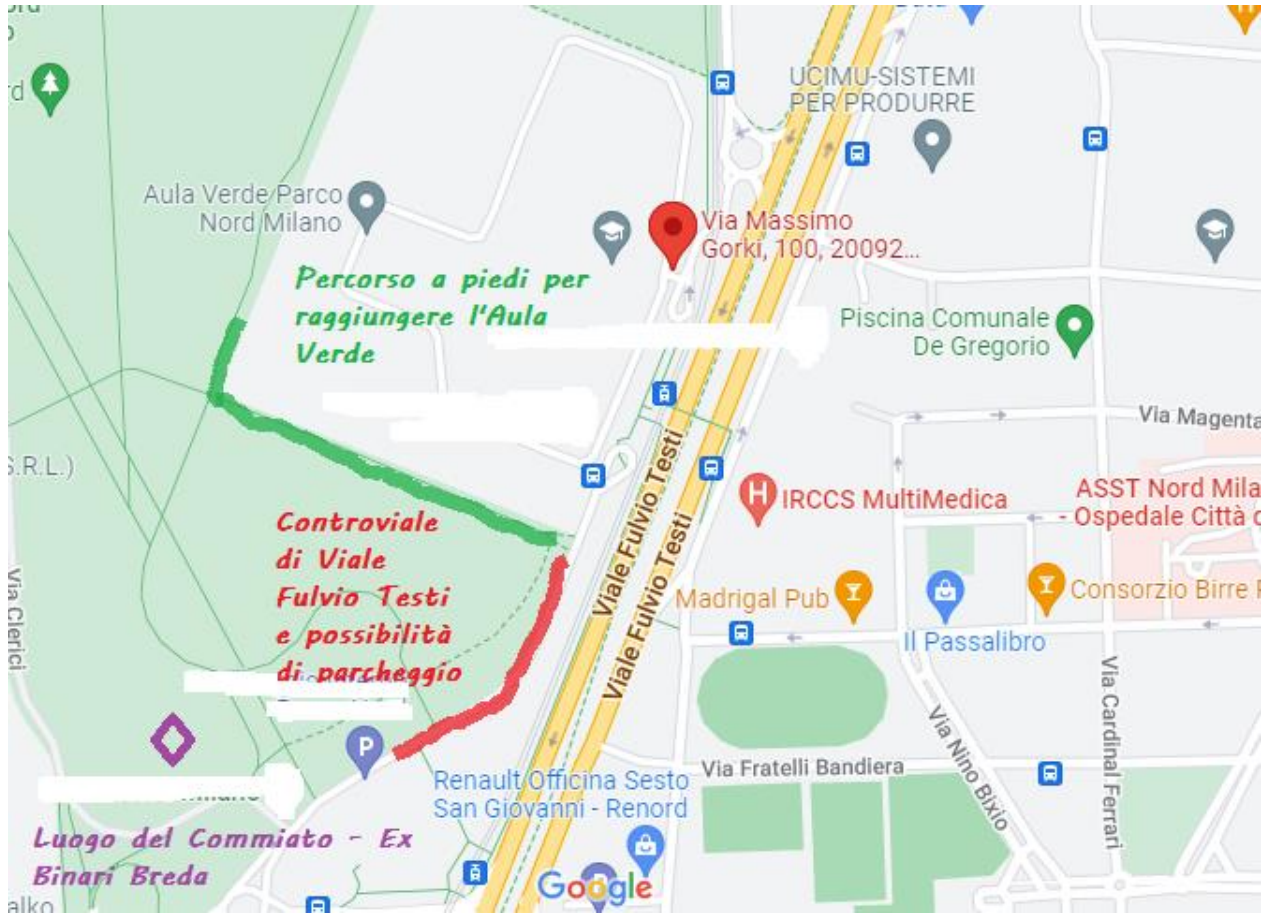 UCIMU-SISTEMI
PER PRODURRE
Aula Verde Parco
Nord Milano
Via Massimo
Gorki, 100, 20092...
Percorso a piedi per
raggiungere l'Aula
Verde
Piscina Comunale
De Gregorio
Via Magenta
S.R.L.)
Viale Fulvio Testi
Viale Fulvio Testi
IRCCS MultiMedica
ASST Nord Mila
- Ospedale Città d
Controviale
di Viale
Fulvio Testi
e possibilità
di parcheggio
Madrigal Pub
Consorzio Birre
Il Passalibro
Via Clerici
Via Nino Bixio
Via Cardinal Ferrari
P
Renault Officina Sesto
San Giovanni - Renord
Via Fratelli Bandiera
Luogo del Commiato - Ex
Binari Breda
alko
Google